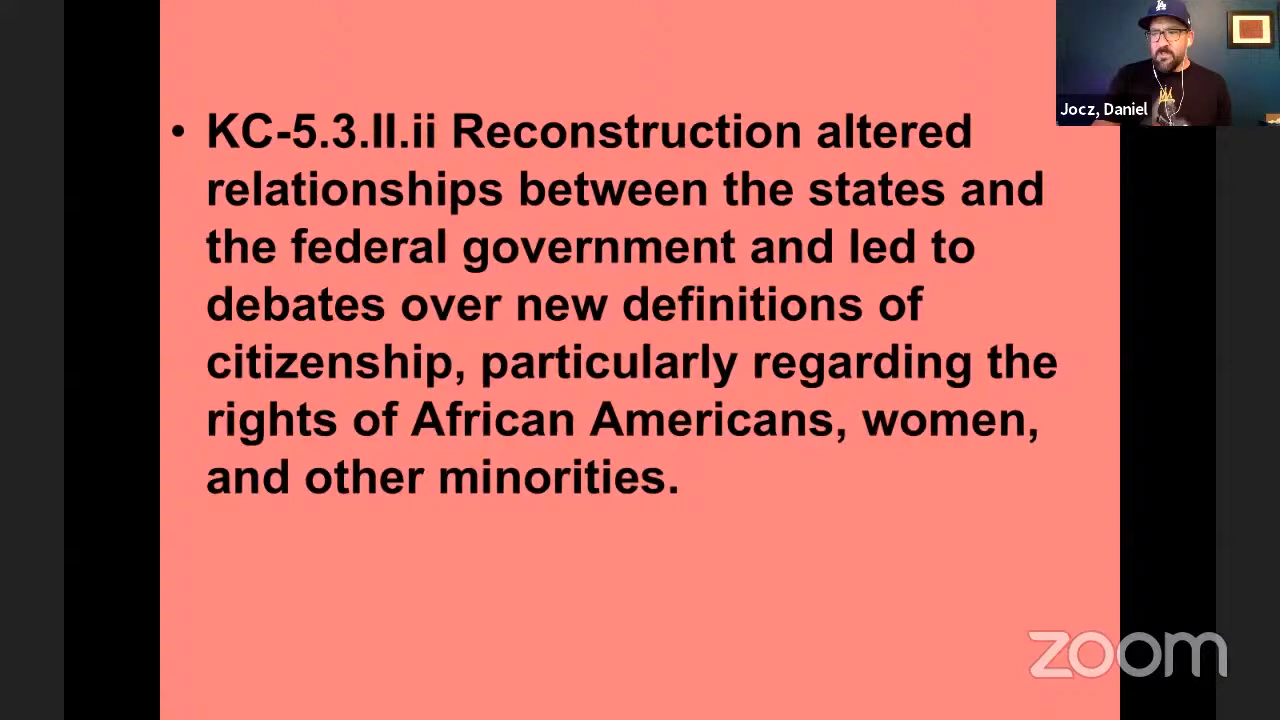 Jocz, Daniel
• KC-5.3.II.ii Reconstruction altered
relationships between the states and
the federal government and led to
debates over new definitions of
citizenship, particularly regarding the
rights of African Americans, women,
and other minorities.
zoom